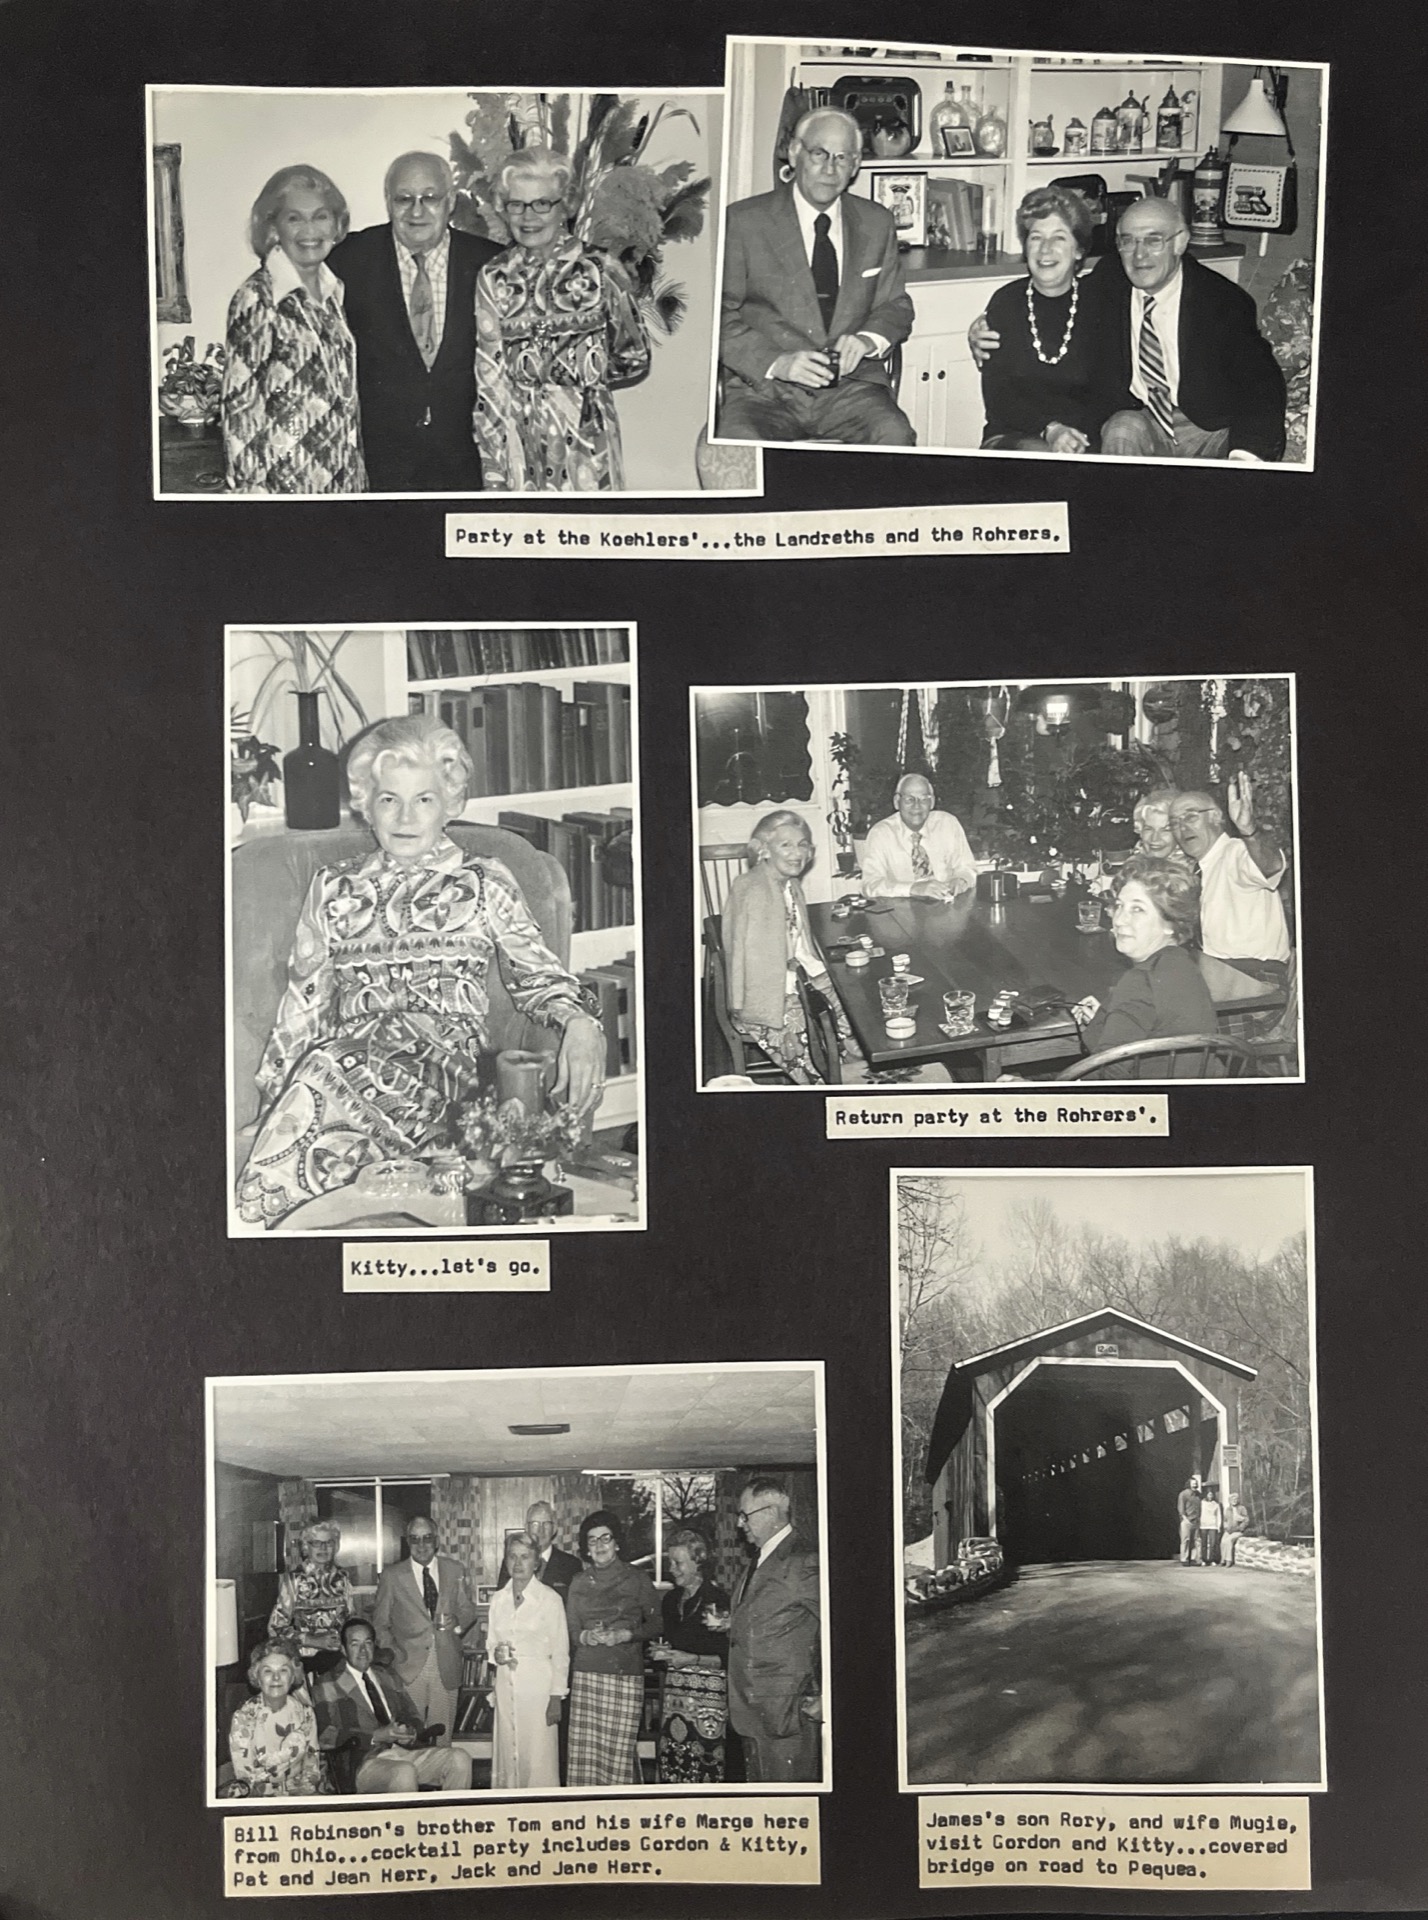 Party at the Koehlers'...the Landreths and the Rohrers.
Return party at the Rohrers'.
Kitty...let's go.
Bill Robinson's brother Tom and his wife Marge here
from Ohio...cocktail party includes Gordon & Kitty,
Pat and Jean Herr, Jack and Jane Herr.
James's son Rory, and wife Mugie,
visit Gordon and Kitty...covered
bridge on road to Pequea.